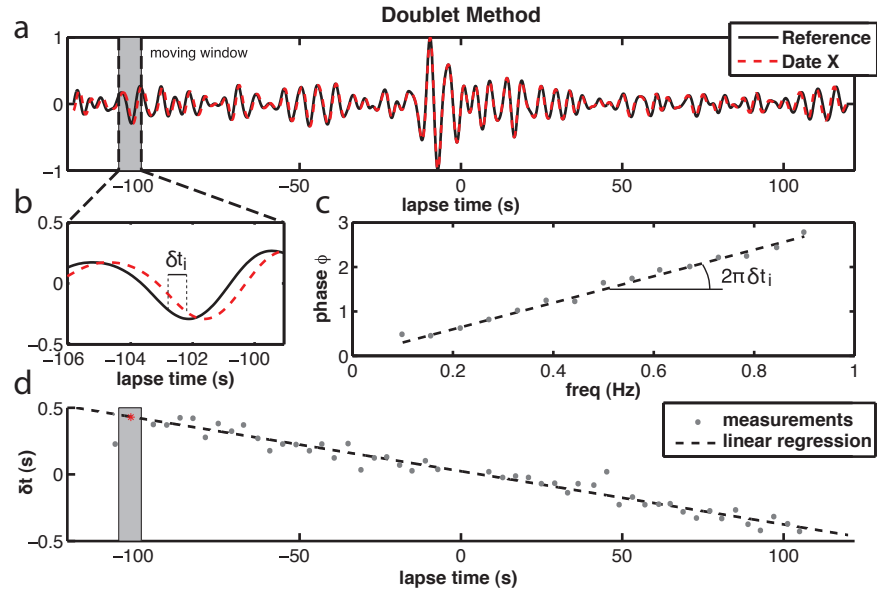 Doublet Method
a
1
0
−1
moving window
Reference
Date X
−100
−50
0
50
100
lapse time (s)
b
0.5
0
−0.5
δti
−106
−104
−102
−100
lapse time (s)
c
phase ϕ
3
2
1
0
2π δti
0
0.2
0.4
0.6
0.8
1
freq (Hz)
d
δt (s)
0.5
0
−0.5
measurements
linear regression
−100
−50
0
50
100
lapse time (s)